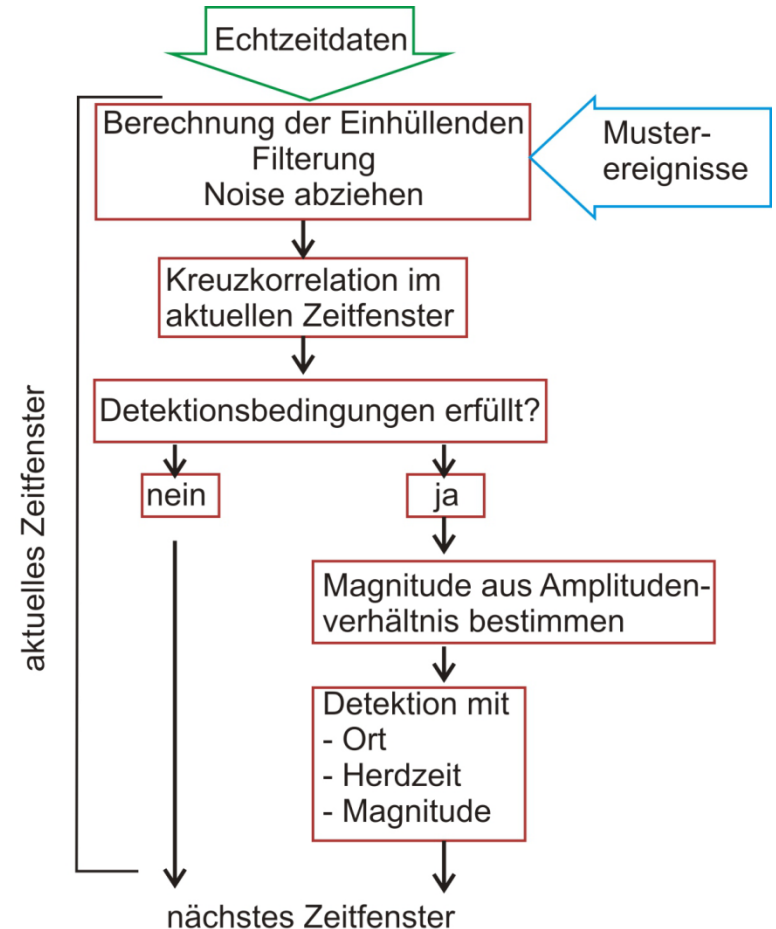 Echtzeitdaten
Berechnung der Einhüllenden
Filterung
Noise abziehen
Muster-
ereignisse
Kreuzkorrelation im
aktuellen Zeitfenster
Detektionsbedingungen erfüllt?
nein
ja
Magnitude aus Amplituden-
verhältnis bestimmen
Detektion mit
- Ort
- Herdzeit
- Magnitude
aktuelles Zeitfenster
nächstes Zeitfenster